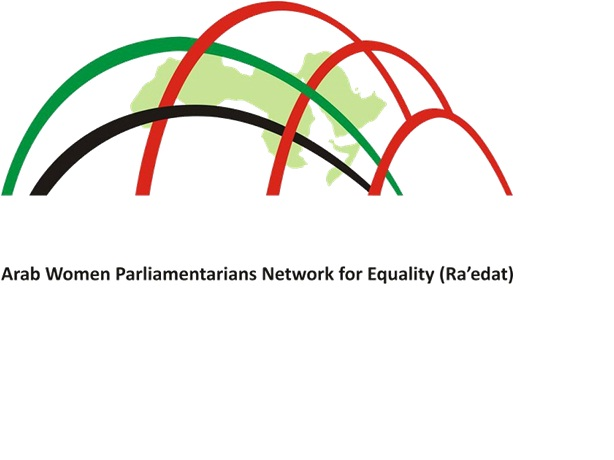 Arab Women Parliamentarians Network for Equality (Ra’edat)